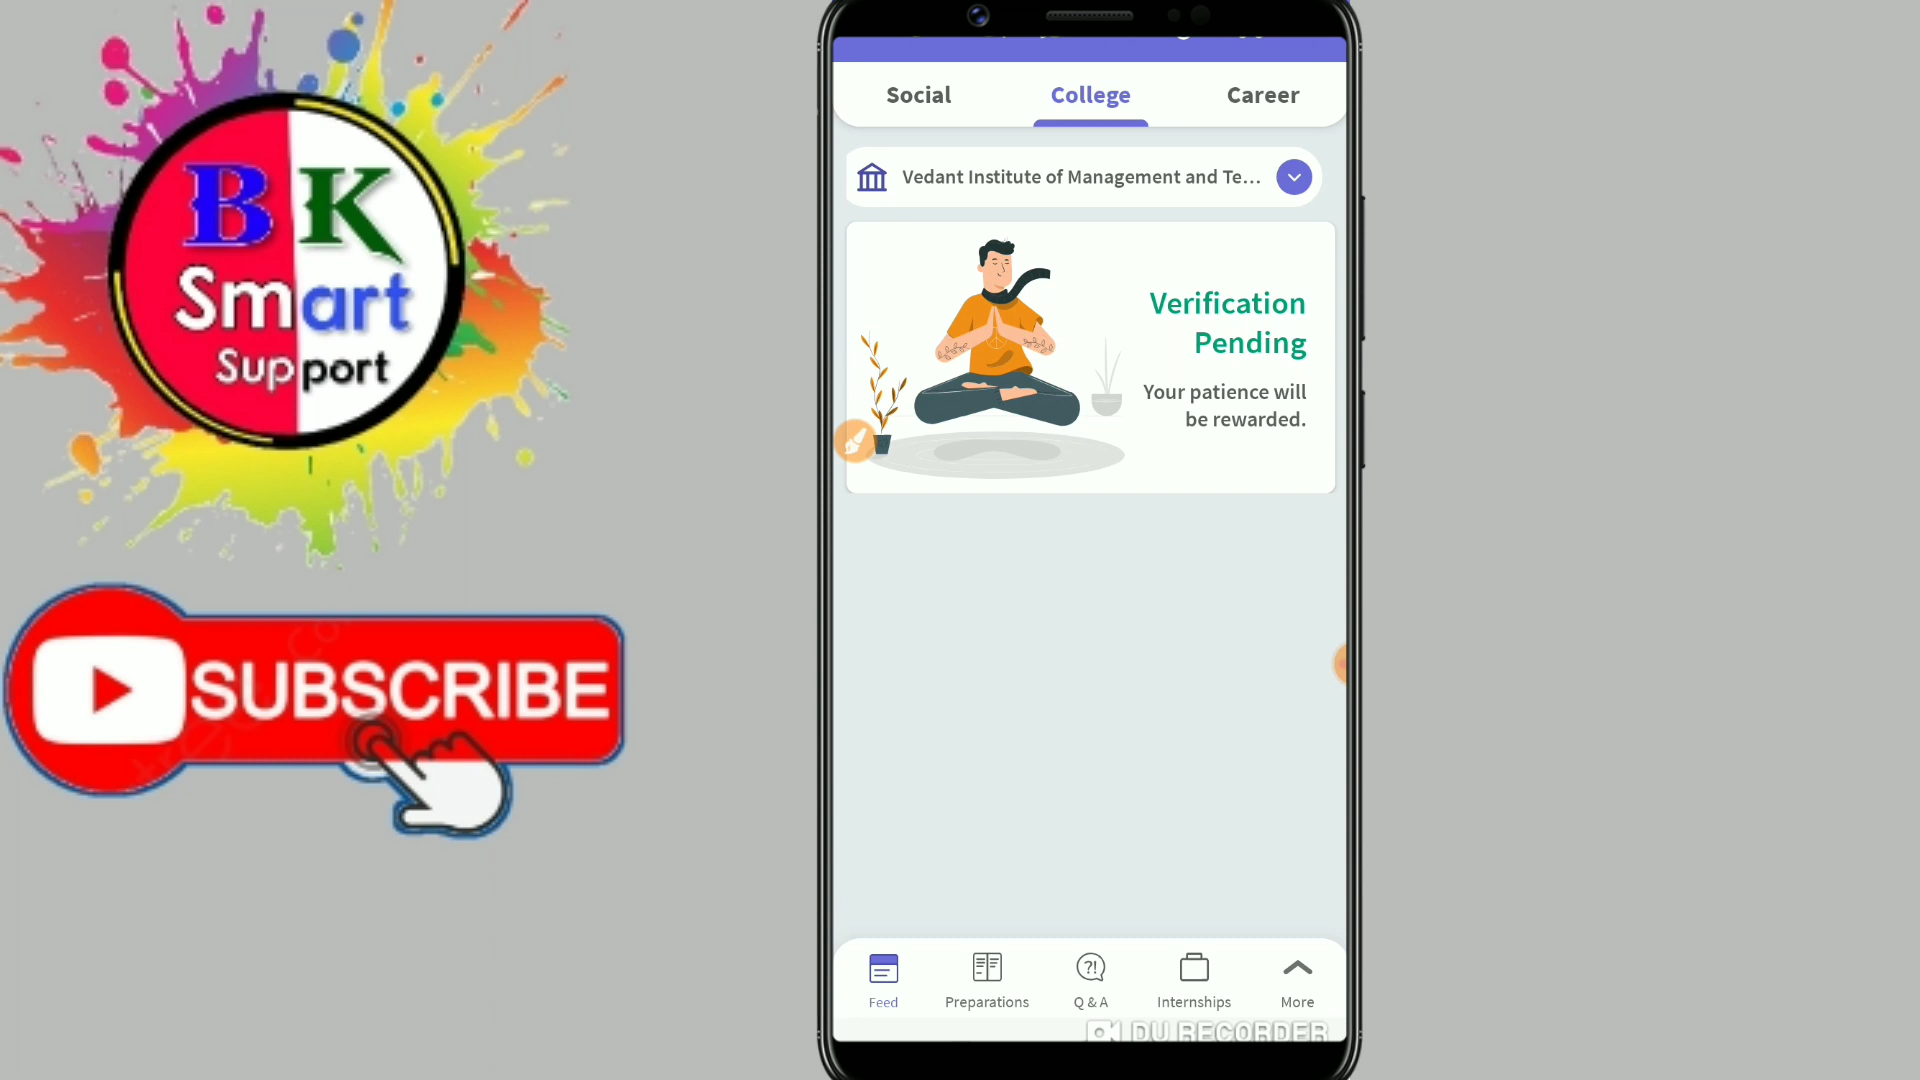 B K
Smart
Support
SUBSCRIBE
Social College Career
Vedant Institute of Management and Te...
Verification
Pending
Your patience will
be rewarded.
Feed Preparations Q & A Internships More
DU RECORDER